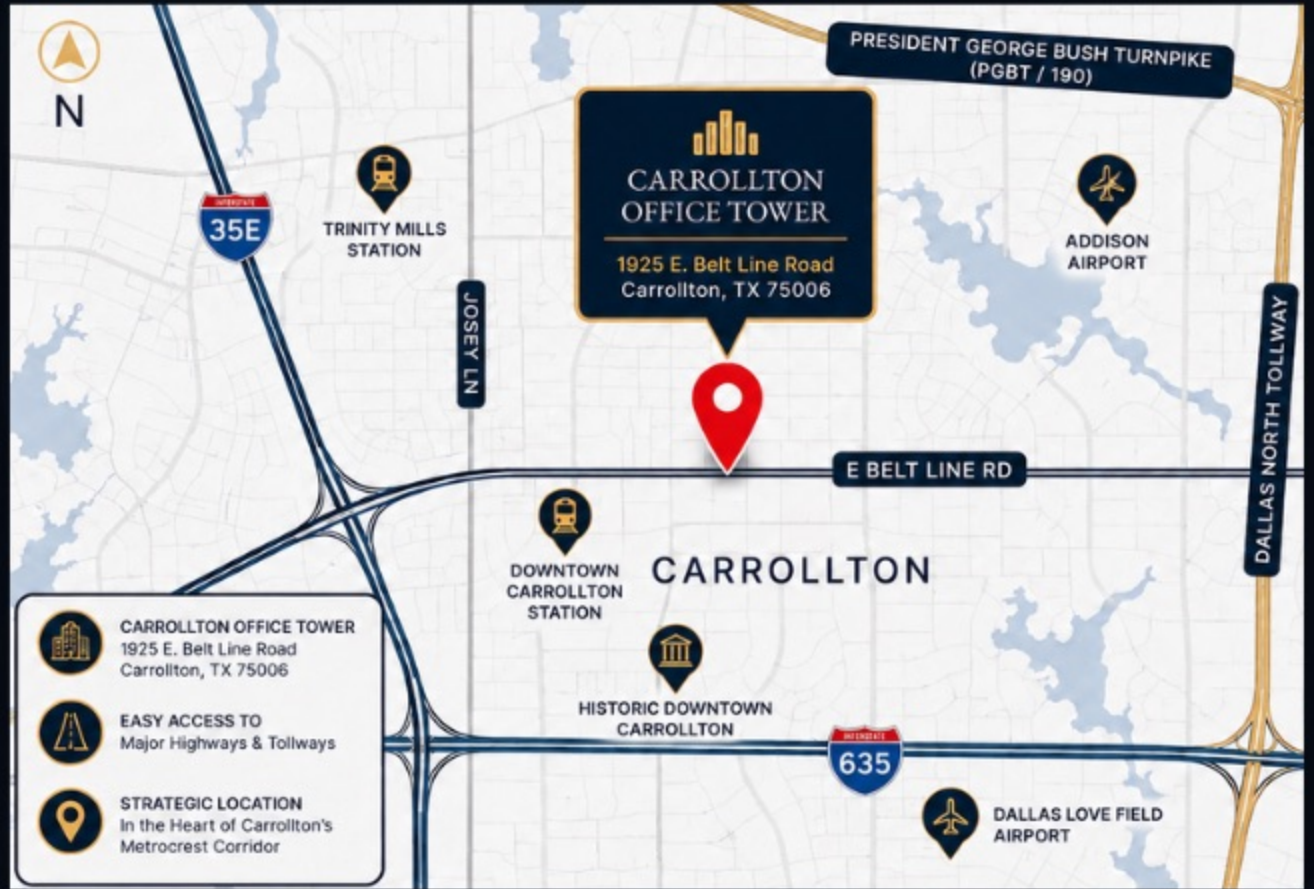 N
PRESIDENT GEORGE BUSH TURNPIKE
(PGBT / 190)
CARROLLTON
OFFICE TOWER
1925 E. Belt Line Road
Carrollton, TX 75006
INTERSTATE
35E
TRINITY MILLS
STATION
ADDISON
AIRPORT
JOSEY LN
DALLAS NORTH TOLLWAY
E BELT LINE RD
DOWNTOWN
CARROLLTON
STATION
CARROLLTON
HISTORIC DOWNTOWN
CARROLLTON
INTERSTATE
635
DALLAS LOVE FIELD
AIRPORT
CARROLLTON OFFICE TOWER
1925 E. Belt Line Road
Carrollton, TX 75006
EASY ACCESS TO
Major Highways & Tollways
STRATEGIC LOCATION
In the Heart of Carrollton's
Metrocrest Corridor